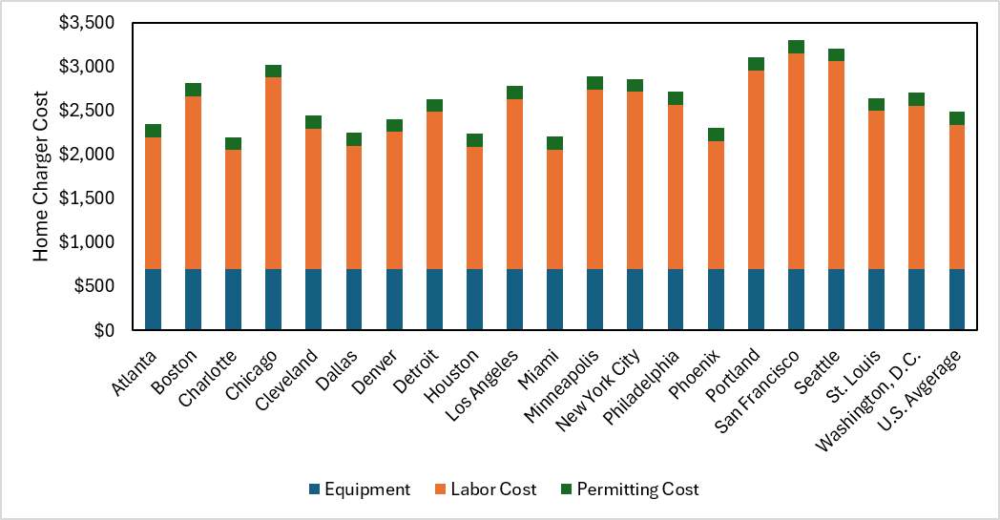 $3,500
$3,000
$2,500
$2,000
$1,500
$1,000
$500
$0
Home Charger Cost
Atlanta
Boston
Charlotte
Chicago
Cleveland
Dallas
Denver
Detroit
Houston
Los Angeles
Miami
Minneapolis
New York City
Philadelphia
Phoenix
Portland
San Francisco
Seattle
St. Louis
Washington, D.C.
U.S. Avgerage
Equipment
Labor Cost
Permitting Cost